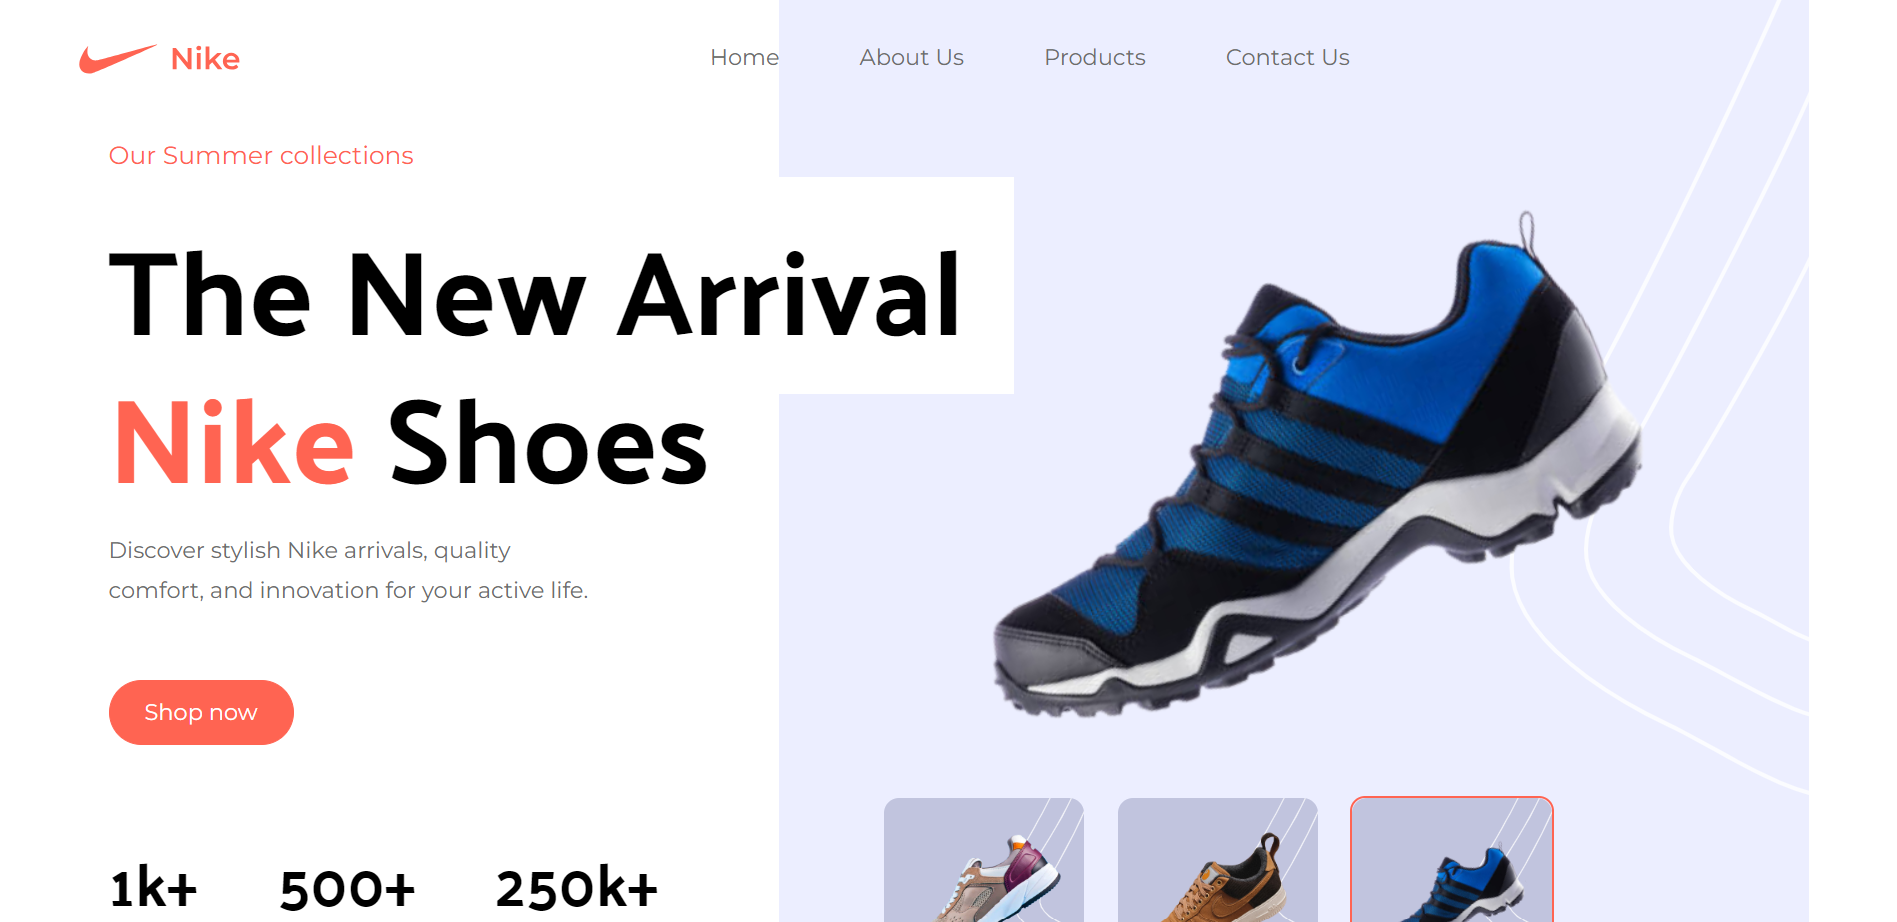 Nike
Home About Us Products Contact Us
Our Summer collections
The New Arrival
Nike Shoes
Discover stylish Nike arrivals, quality
comfort, and innovation for your active life.
Shop now
1k+ 500+ 250k+